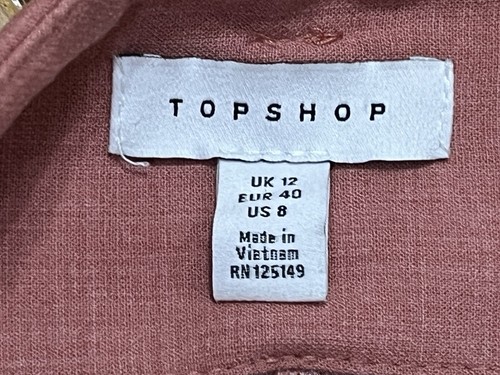 TOPSHOP
UK 12
EUR 40
US 8
Made in
Vietnam
RN125149